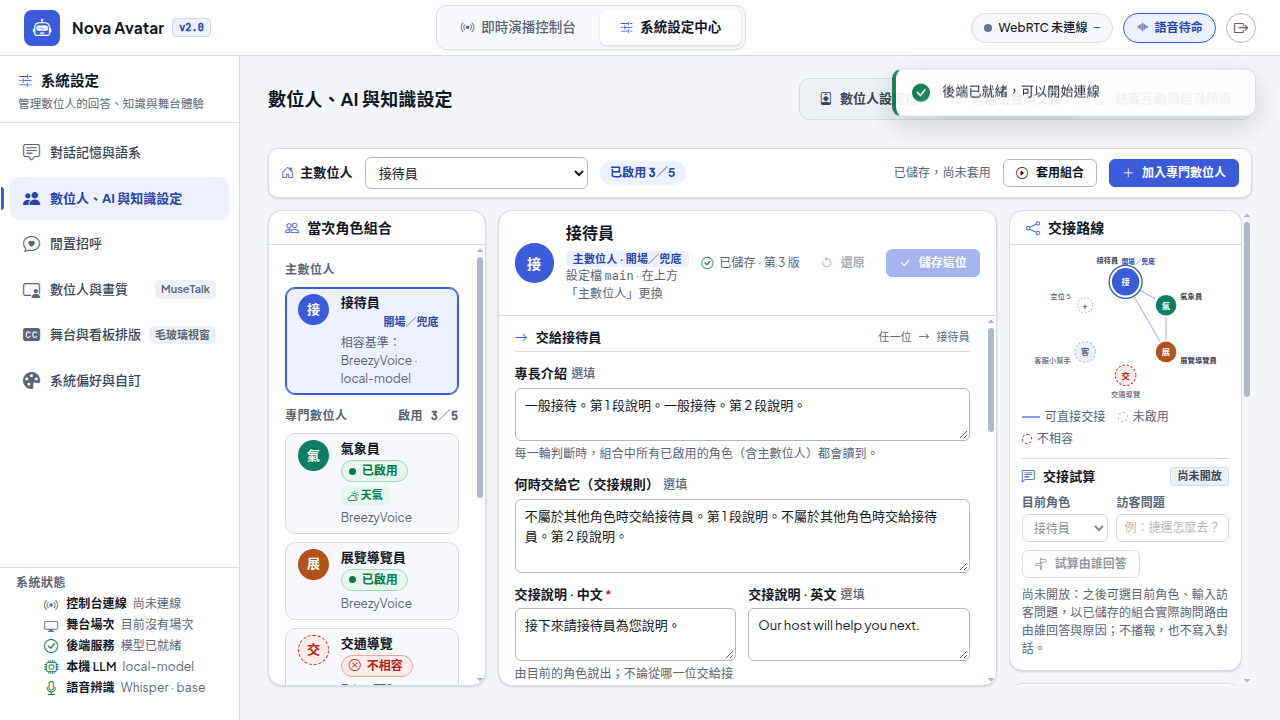 Nova Avatar v2.0
即時演播控制台
系統設定中心
WebRTC 未連線 –
語音待命
系統設定
管理數位人的回答、知識與舞台體驗
對話記憶與語系
數位人、AI 與知識設定
閒置招呼
數位人與畫質 MuseTalk
舞台與看板排版 毛玻璃視窗
系統偏好與自訂
系統狀態
控制台連線 尚未連線
舞台場次 目前沒有場次
後端服務 模型已就緒
本機 LLM local-model
語音辨識 Whisper · base
數位人、AI 與知識設定
數位人設
後端已就緒，可以開始連線
訪客互動與語音辨識
主數位人
接待員
已啟用 3／5
已儲存，尚未套用
套用組合
加入專門數位人
當次角色組合
主數位人
接
接待員
開場／兜底
相容基準：
BreezyVoice ·
local-model
專門數位人 啟用 3／5
氣
氣象員
已啟用
天氣
BreezyVoice
展
展覽導覽員
已啟用
BreezyVoice
交
交通導覽
不相容
接
接待員
主數位人 · 開場／兜底
設定檔 main · 在上方
「主數位人」更換
已儲存 · 第 3 版
還原
儲存這位
交給接待員
任一位 → 接待員
專長介紹 選填
一般接待。第 1 段說明。一般接待。第 2 段說明。
每一輪判斷時，組合中所有已啟用的角色（含主數位人）都會讀到。
何時交給它（交接規則） 選填
不屬於其他角色時交給接待員。第 1 段說明。不屬於其他角色時交給接待
員。第 2 段說明。
交接說明 · 中文 *
接下來請接待員為您說明。
交接說明 · 英文 選填
Our host will help you next.
由目前的角色說出；不論從哪一位交給接
交接路線
接待員 開場／兜底
接
空位 5
+
氣
氣象員
客服小幫手
客
展
展覽導覽員
交
交通導覽
可直接交接
未啟用
不相容
交接試算
尚未開放
目前角色
訪客問題
接待員
例：捷運怎麼去？
試算由誰回答
尚未開放：之後可選目前角色、輸入訪
客問題，以已儲存的組合實際詢問路由
由誰回答與原因；不播報，也不寫入對
話。